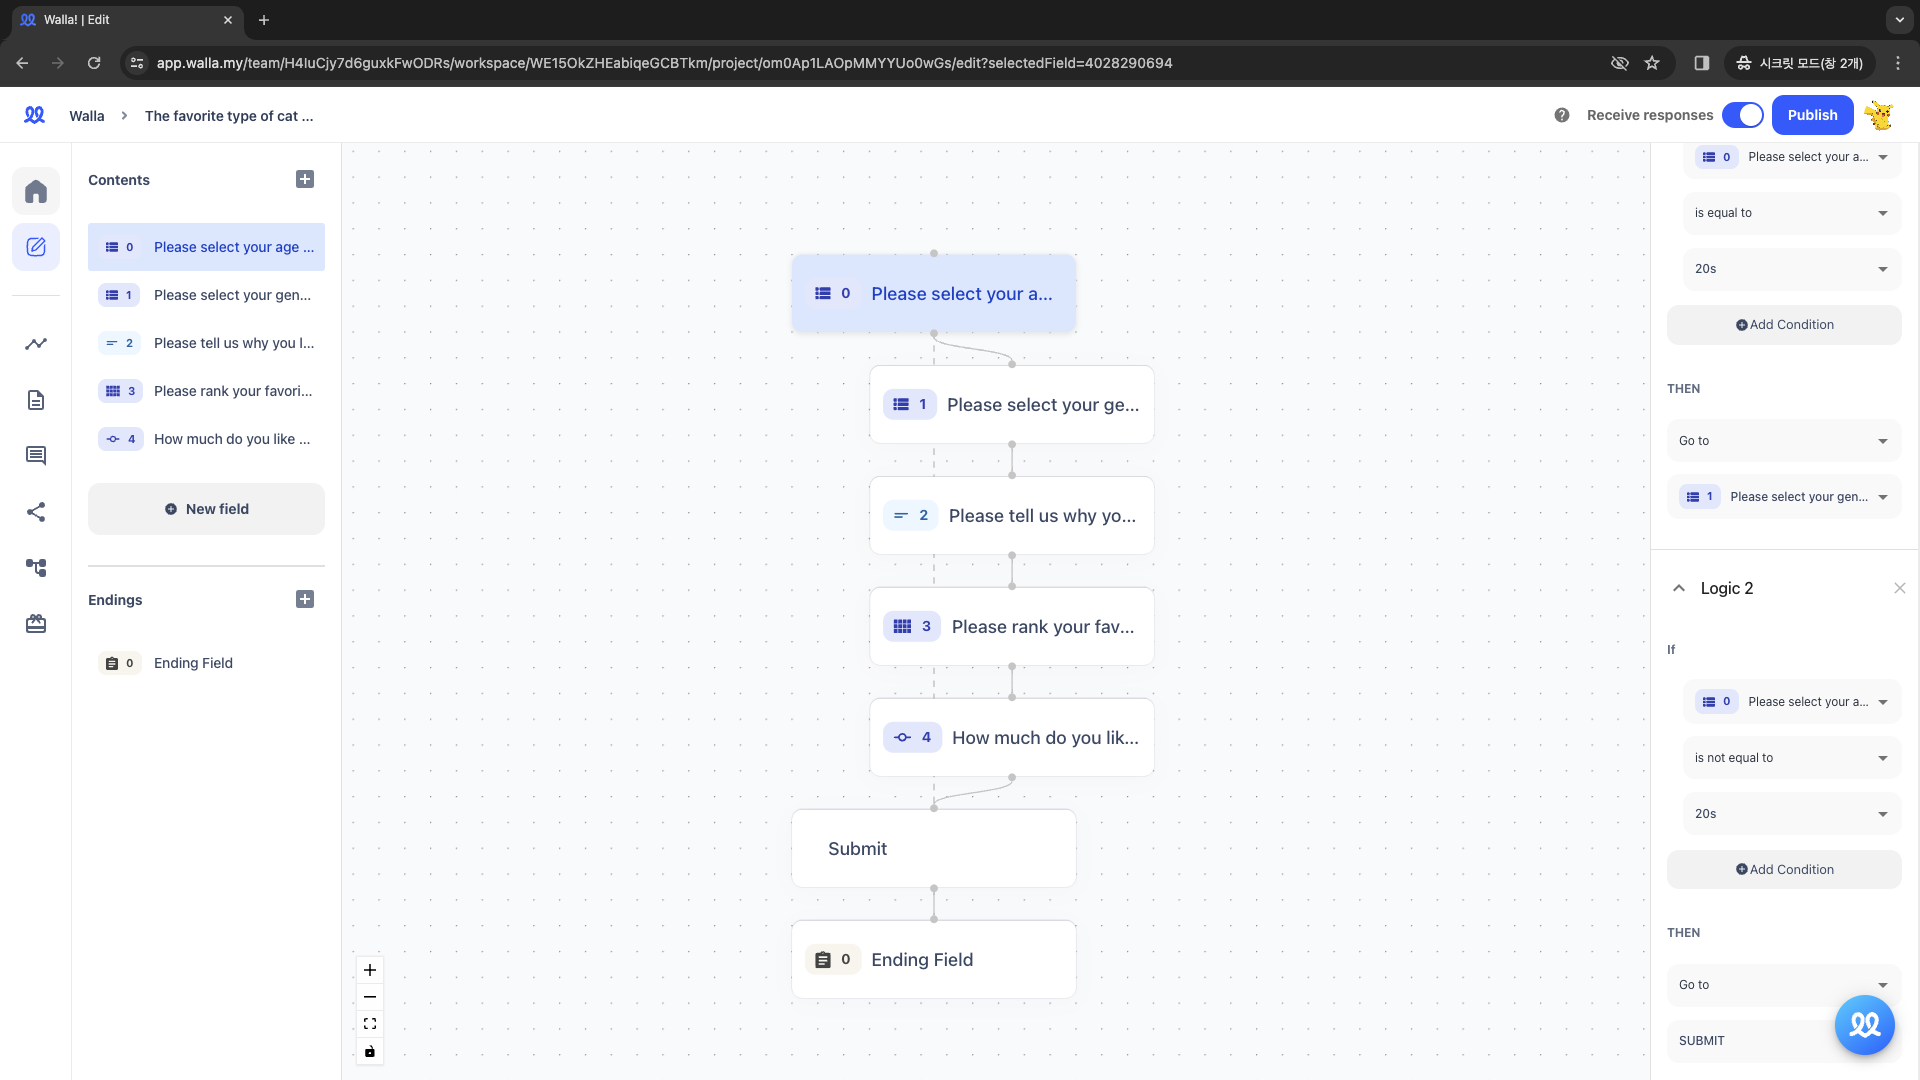 Walla! | Edit
app.walla.my/team/H4IuCjy7d6guxkFwODRs/workspace/WE15OkZHEabiqeGCBTkm/project/om0Ap1LAOpMMYYUo0wGs/edit?selectedField=4028290694
시크릿 모드(창 2개)
Walla
The favorite type of cat ...
Receive responses
Publish
Contents
0 Please select your age ...
1 Please select your gen...
2 Please tell us why you l...
3 Please rank your favori...
4 How much do you like ...
New field
Endings
0 Ending Field
0 Please select your a...
1 Please select your ge...
2 Please tell us why yo...
3 Please rank your fav...
4 How much do you lik...
Submit
0 Ending Field
0 Please select your a...
is equal to
20s
Add Condition
THEN
Go to
1 Please select your gen...
Logic 2
If
0 Please select your a...
is not equal to
20s
Add Condition
THEN
Go to
SUBMIT